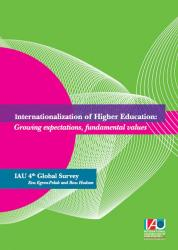 Internationalization of Higher Education:
Growing expectations, fundamental values
IAU 4th Global Survey
Eva Egron-Polak and Ross Hudson
IAU